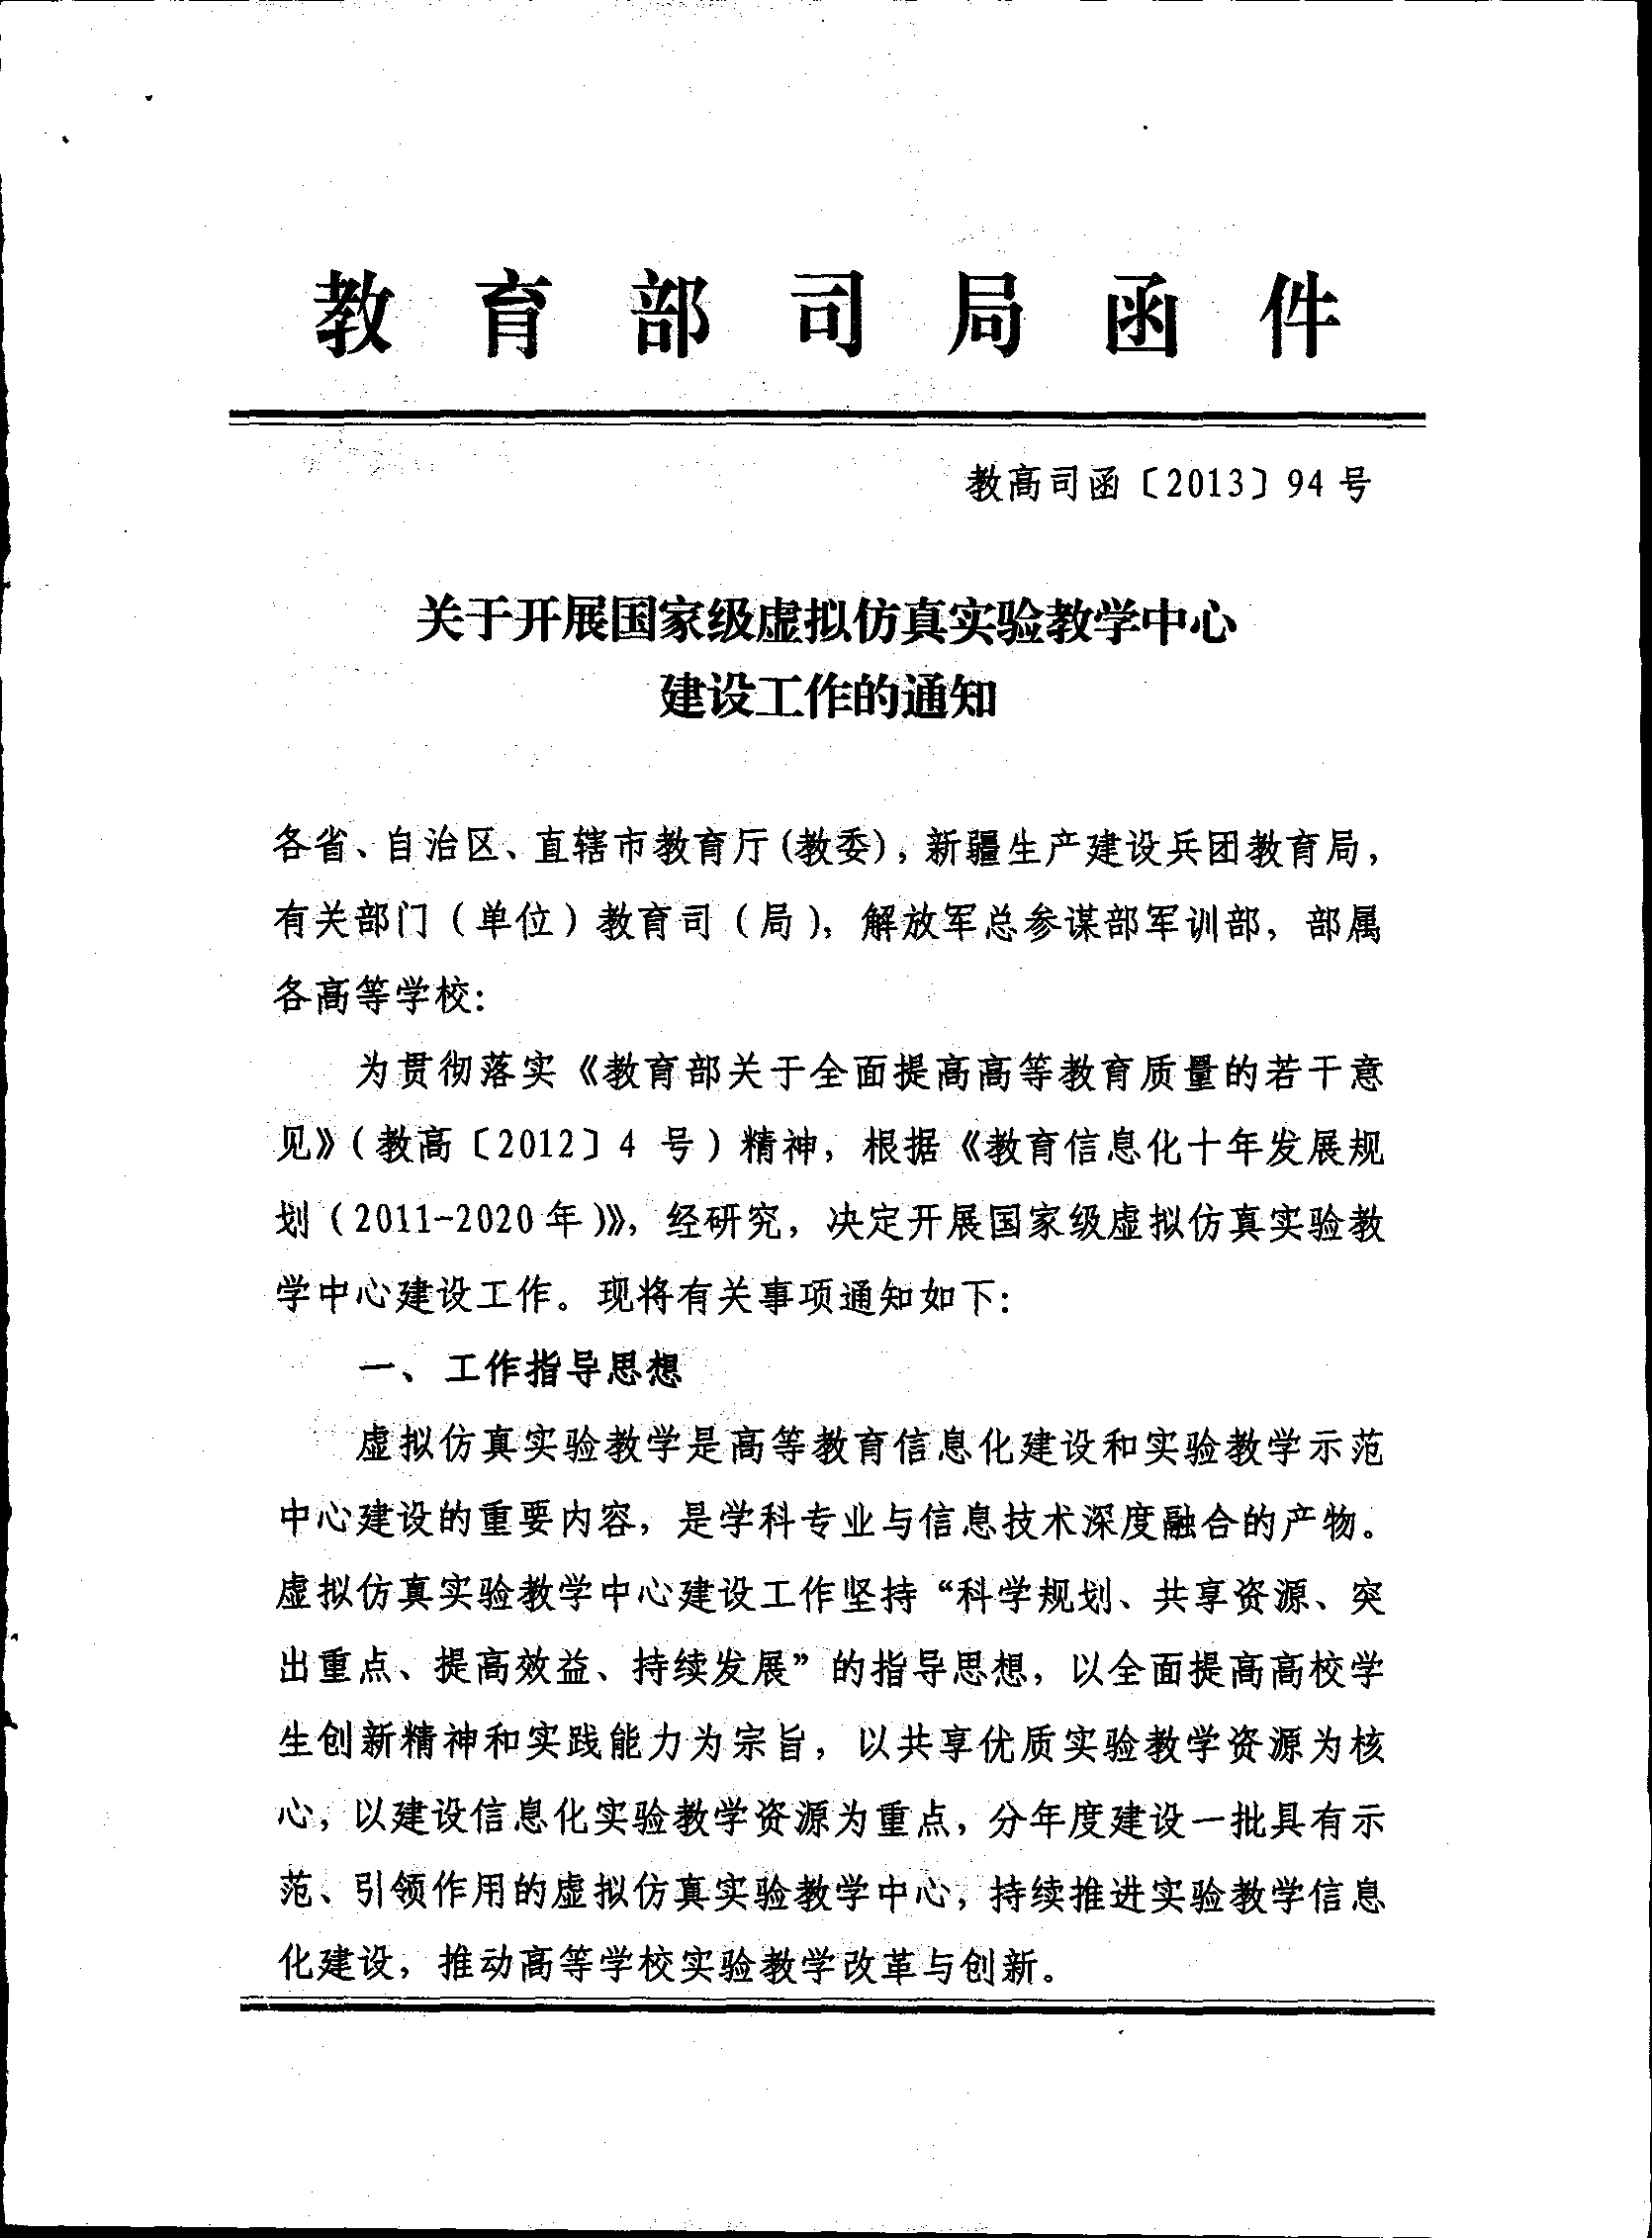 教育部司局函件
教高司函〔2013〕94号
关于开展国家级虚拟仿真实验教学中心
建设工作的通知
各省、自治区、直辖市教育厅(教委)，新疆生产建设兵团教育局，
有关部门（单位）教育司（局），解放军总参谋部军训部，部属
各高等学校：
为贯彻落实《教育部关于全面提高高等教育质量的若干意
见》（教高〔2012〕4 号）精神，根据《教育信息化十年发展规
划（2011-2020年）》，经研究，决定开展国家级虚拟仿真实验教
学中心建设工作。现将有关事项通知如下：
一、工作指导思想
虚拟仿真实验教学是高等教育信息化建设和实验教学示范
中心建设的重要内容，是学科专业与信息技术深度融合的产物。
虚拟仿真实验教学中心建设工作坚持“科学规划、共享资源、突
出重点、提高效益、持续发展”的指导思想，以全面提高高校学
生创新精神和实践能力为宗旨，以共享优质实验教学资源为核
心，以建设信息化实验教学资源为重点，分年度建设一批具有示
范、引领作用的虚拟仿真实验教学中心，持续推进实验教学信息
化建设，推动高等学校实验教学改革与创新。